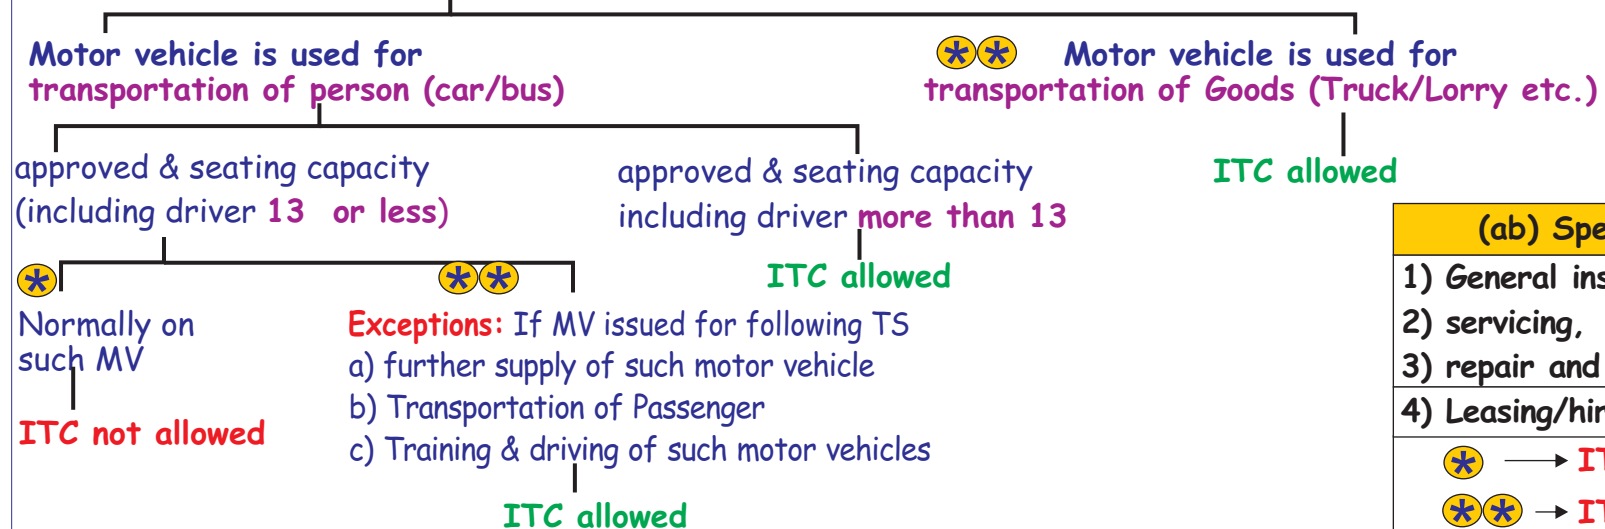 Motor vehicle is used for
transportation of person (car/bus)
** Motor vehicle is used for
transportation of Goods (Truck/Lorry etc.)
ITC allowed
approved & seating capacity
(including driver 13 or less)
approved & seating capacity
including driver more than 13
ITC allowed
*
Normally on
such MV
ITC not allowed
**
Exceptions: If MV issued for following TS
a) further supply of such motor vehicle
b) Transportation of Passenger
c) Training & driving of such motor vehicles
ITC allowed
(ab) Spe
1) General ins
2) servicing,
3) repair and
4) Leasing/hir
* → IT
** → IT